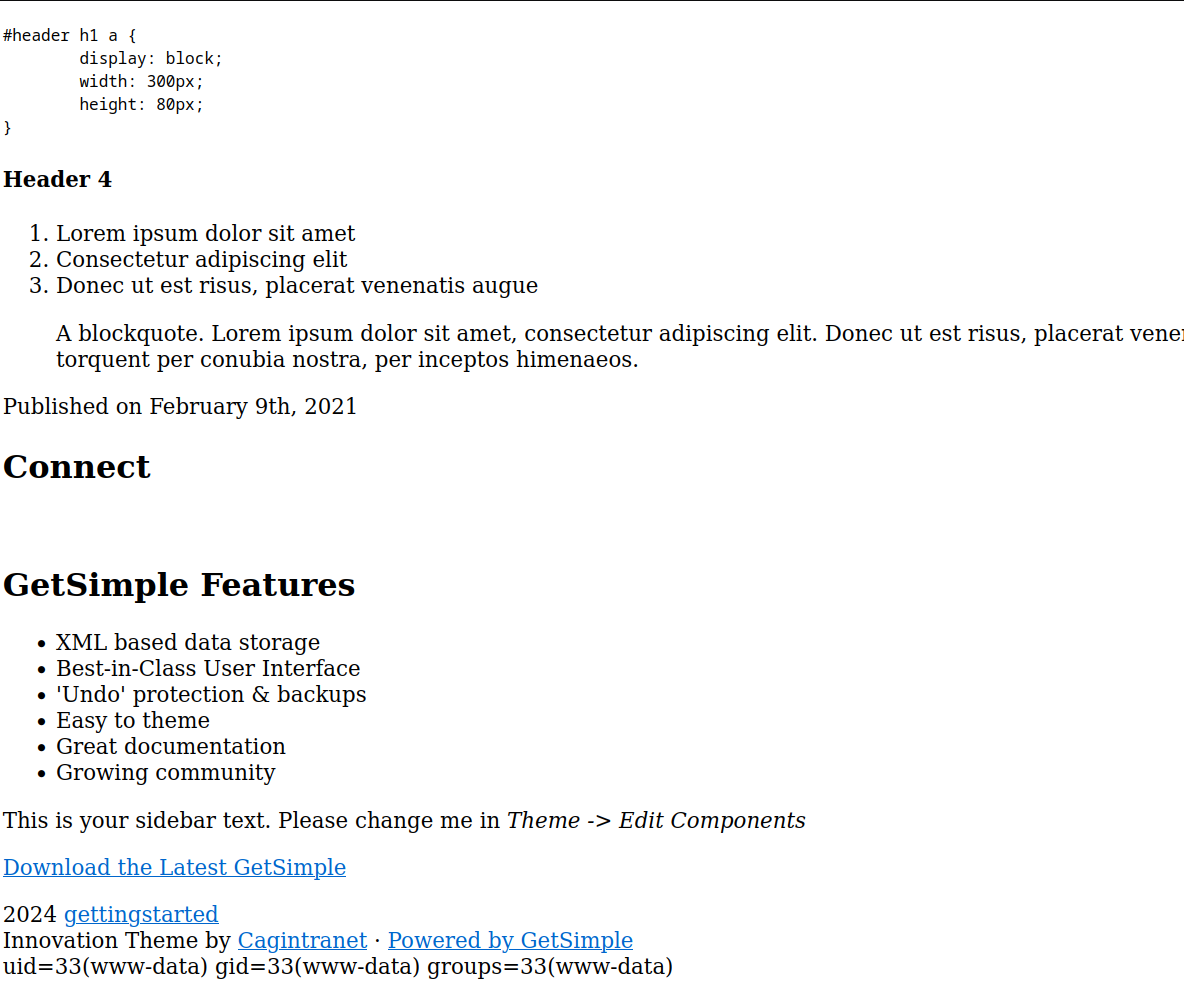 #header h1 a {
        display: block;
        width: 300px;
        height: 80px;
}
Header 4
1. Lorem ipsum dolor sit amet
2. Consectetur adipiscing elit
3. Donec ut est risus, placerat venenatis augue
A blockquote. Lorem ipsum dolor sit amet, consectetur adipiscing elit. Donec ut est risus, placerat
torquent per conubia nostra, per inceptos himenaeos.
Published on February 9th, 2021
Connect
GetSimple Features
• XML based data storage
• Best-in-Class User Interface
• 'Undo' protection & backups
• Easy to theme
• Great documentation
• Growing community
This is your sidebar text. Please change me in Theme -> Edit Components
Download the Latest GetSimple
2024 gettingstarted
Innovation Theme by Cagintranet · Powered by GetSimple
uid=33(www-data) gid=33(www-data) groups=33(www-data)